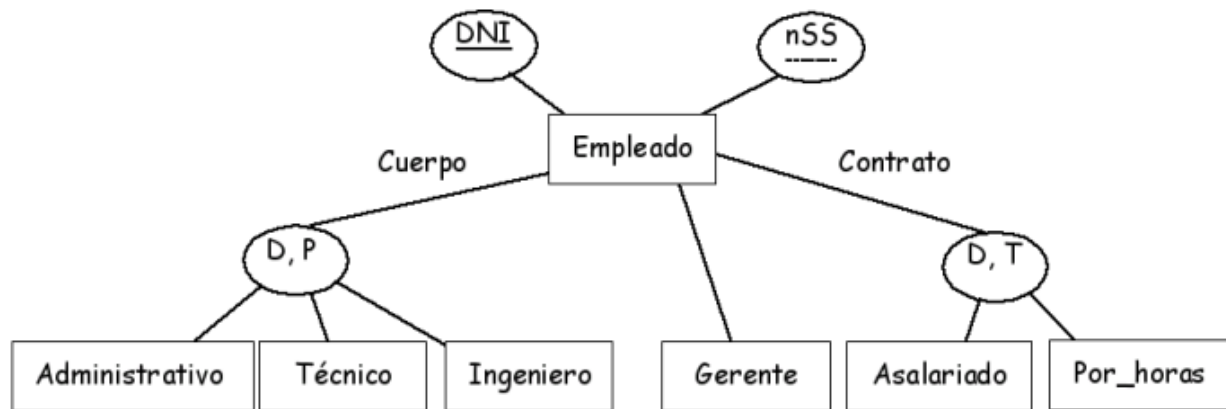 DNI
nSS
Empleado
Cuerpo
Contrato
D, P
D, T
Administrativo
Técnico
Ingeniero
Gerente
Asalariado
Por_horas